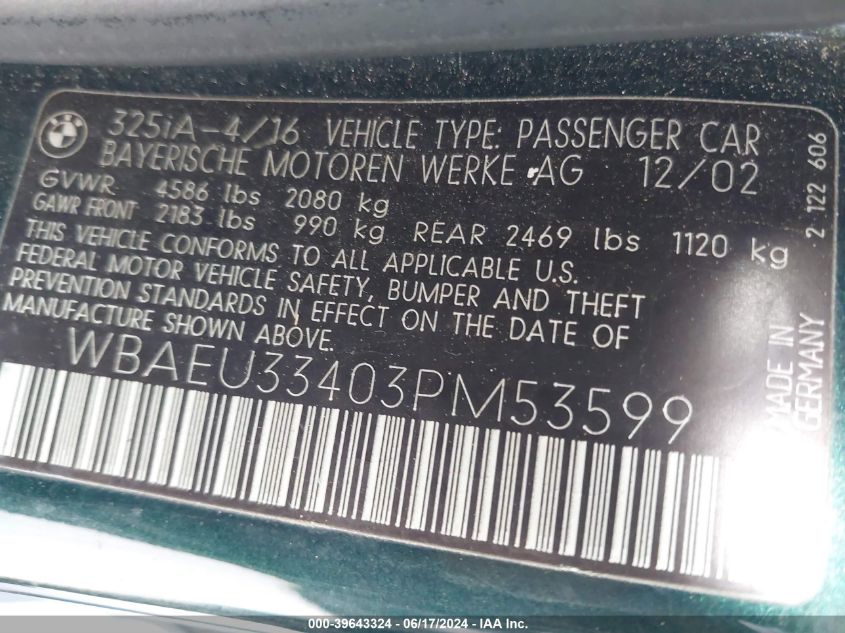 325iA-4/16 VEHICLE TYPE: PASSENGER CAR
BAYERISCHE MOTOREN WERKE AG 12/02
GVWR 4586 lbs 2080 kg
GAWR FRONT 2183 lbs 990 kg REAR 2469 lbs 1120 kg
THIS VEHICLE CONFORMS TO ALL APPLICABLE U.S.
FEDERAL MOTOR VEHICLE SAFETY, BUMPER AND THEFT
PREVENTION STANDARDS IN EFFECT ON THE DATE OF
MANUFACTURE SHOWN ABOVE.
WBAEU33403PM53599
2 122 606
MADE IN
GERMANY
000-39643324 - 06/17/2024 - IAA Inc.